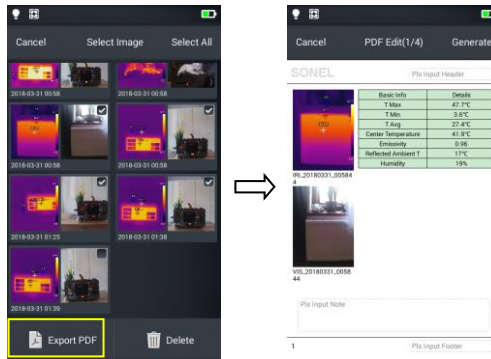 Cancel Select Image Select All
2018-03-31 00:58 2018-03-31 00:58
2018-03-31 00:58 2018-03-31 00:58
2018-03-31 01:25 2018-03-31 01:38
2018-03-31 01:39
Export PDF Delete
Cancel PDF Edit(1/4) Generate
SONEL Pls Input Header
Basic Info Details
T Max 47.7°C
T Min 3.6°C
T Avg 27.4°C
Center Temperature 41.9°C
Emissivity 0.96
Reflected Ambient T 17°C
Humidity 19%
IRI_20180331_00584
4
VIS_20180331_0058
44
Pls Input Note
1 Pls Input Footer